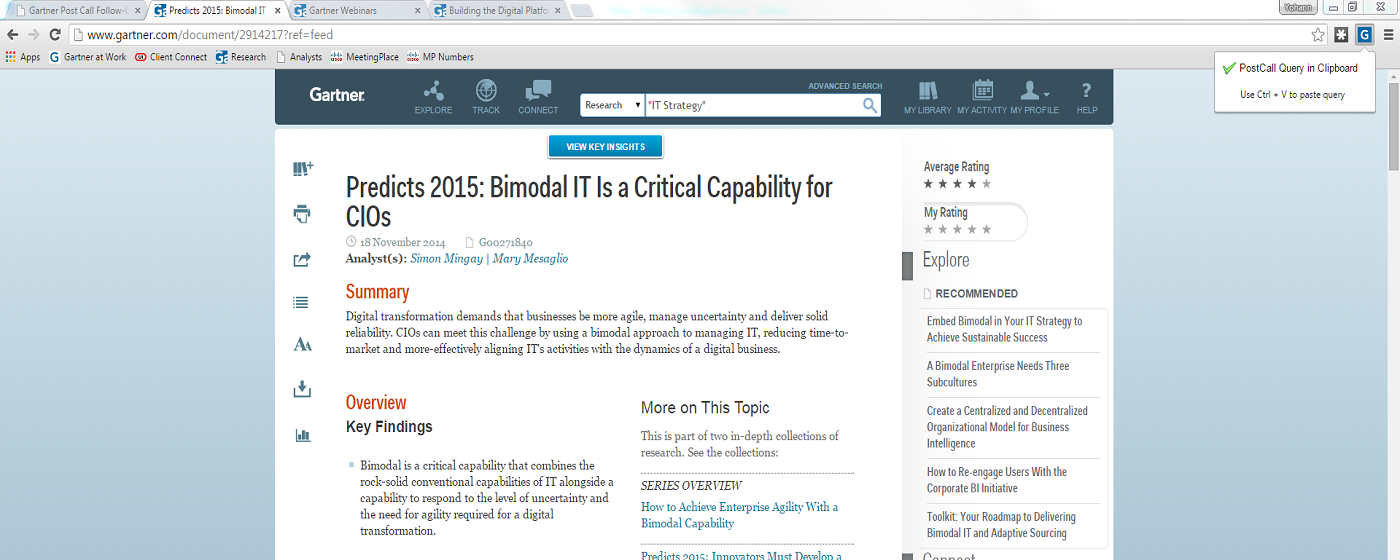 Gartner Post Call Follow-U
Predicts 2015: Bimodal IT
Gartner Webinars
Building the Digital Platfo
Yohann
www.gartner.com/document/2914217?ref=feed
Apps
Gartner at Work
Client Connect
Research
Analysts
MeetingPlace
MP Numbers
PostCall Query in Clipboard
Use Ctrl + V to paste query
Gartner
EXPLORE
TRACK
CONNECT
Research
"IT Strategy"
ADVANCED SEARCH
MY LIBRARY
MY ACTIVITY
MY PROFILE
HELP
VIEW KEY INSIGHTS
Predicts 2015: Bimodal IT Is a Critical Capability for
CIOs
18 November 2014
G00271840
Analyst(s): Simon Mingay | Mary Mesaglio
Summary
Digital transformation demands that businesses be more agile, manage uncertainty and deliver solid
reliability. CIOs can meet this challenge by using a bimodal approach to managing IT, reducing time-to-
market and more-effectively aligning IT's activities with the dynamics of a digital business.
Overview
Key Findings
Bimodal is a critical capability that combines the
rock-solid conventional capabilities of IT alongside a
capability to respond to the level of uncertainty and
the need for agility required for a digital
transformation.
More on This Topic
This is part of two in-depth collections of
research. See the collections:
SERIES OVERVIEW
How to Achieve Enterprise Agility With a
Bimodal Capability
Predicts 2015: Innovators Must Develop a
Average Rating
My Rating
Explore
RECOMMENDED
Embed Bimodal in Your IT Strategy to
Achieve Sustainable Success
A Bimodal Enterprise Needs Three
Subcultures
Create a Centralized and Decentralized
Organizational Model for Business
Intelligence
How to Re-engage Users With the
Corporate BI Initiative
Toolkit: Your Roadmap to Delivering
Bimodal IT and Adaptive Sourcing
Connect